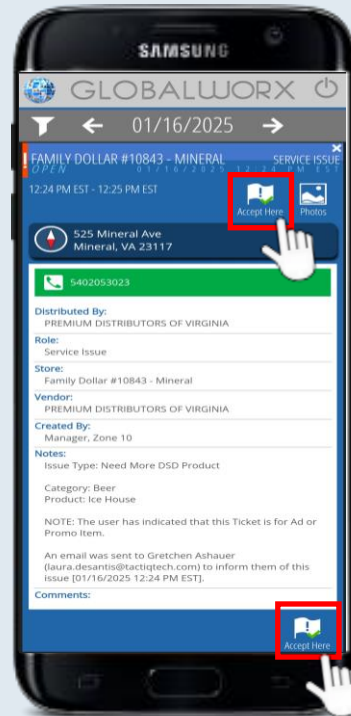 SAMSUNG
GLOBALWORX
01/16/2025
FAMILY DOLLAR #10843 - MINERAL SERVICE ISSUE
OPEN 01/16/2025 12:24 PM EST
12:24 PM EST - 12:25 PM EST
Accept Here Photos
525 Mineral Ave
Mineral, VA 23117
5402053023
Distributed By:
PREMIUM DISTRIBUTORS OF VIRGINIA
Role:
Service Issue
Store:
Family Dollar #10843 - Mineral
Vendor:
PREMIUM DISTRIBUTORS OF VIRGINIA
Created By:
Manager, Zone 10
Notes:
Issue Type: Need More DSD Product
Category: Beer
Product: Ice House
NOTE: The user has indicated that this Ticket is for Ad or
Promo Item.
An email was sent to Gretchen Ashauer
(laura.desantis@tactiqtech.com) to inform them of this
issue [01/16/2025 12:24 PM EST].
Comments:
Accept Here